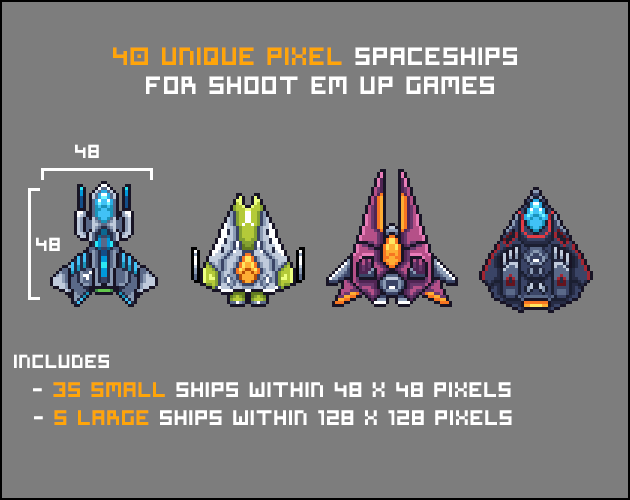 40 UNIQUE PIXEL SPACESHIPS
FOR SHOOT EM UP GAMES
48
48
INCLUDES
- 35 SMALL SHIPS WITHIN 48 X 48 PIXELS
- 5 LARGE SHIPS WITHIN 128 X 128 PIXELS